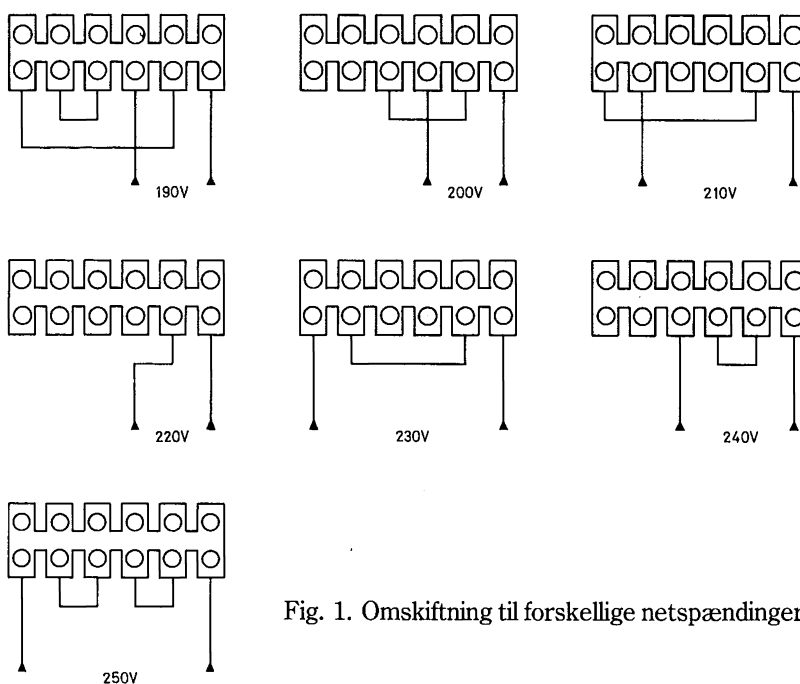 190V
200V
210V
220V
230V
240V
250V
Fig. 1. Omskiftning til forskellige netspændinger